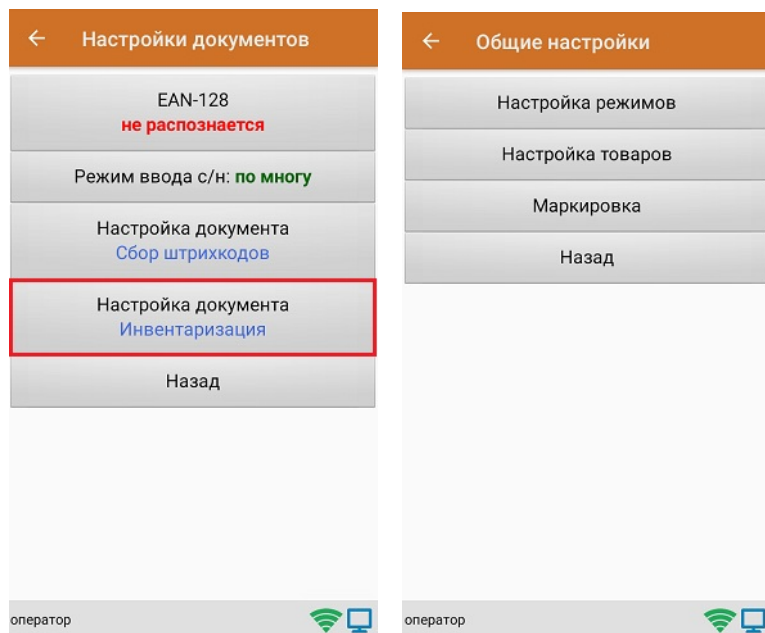 Настройки документов
EAN-128
не распознается
Режим ввода с/н: по многу
Настройка документа
Сбор штрихкодов
Настройка документа
Инвентаризация
Назад
оператор
Общие настройки
Настройка режимов
Настройка товаров
Маркировка
Назад
оператор